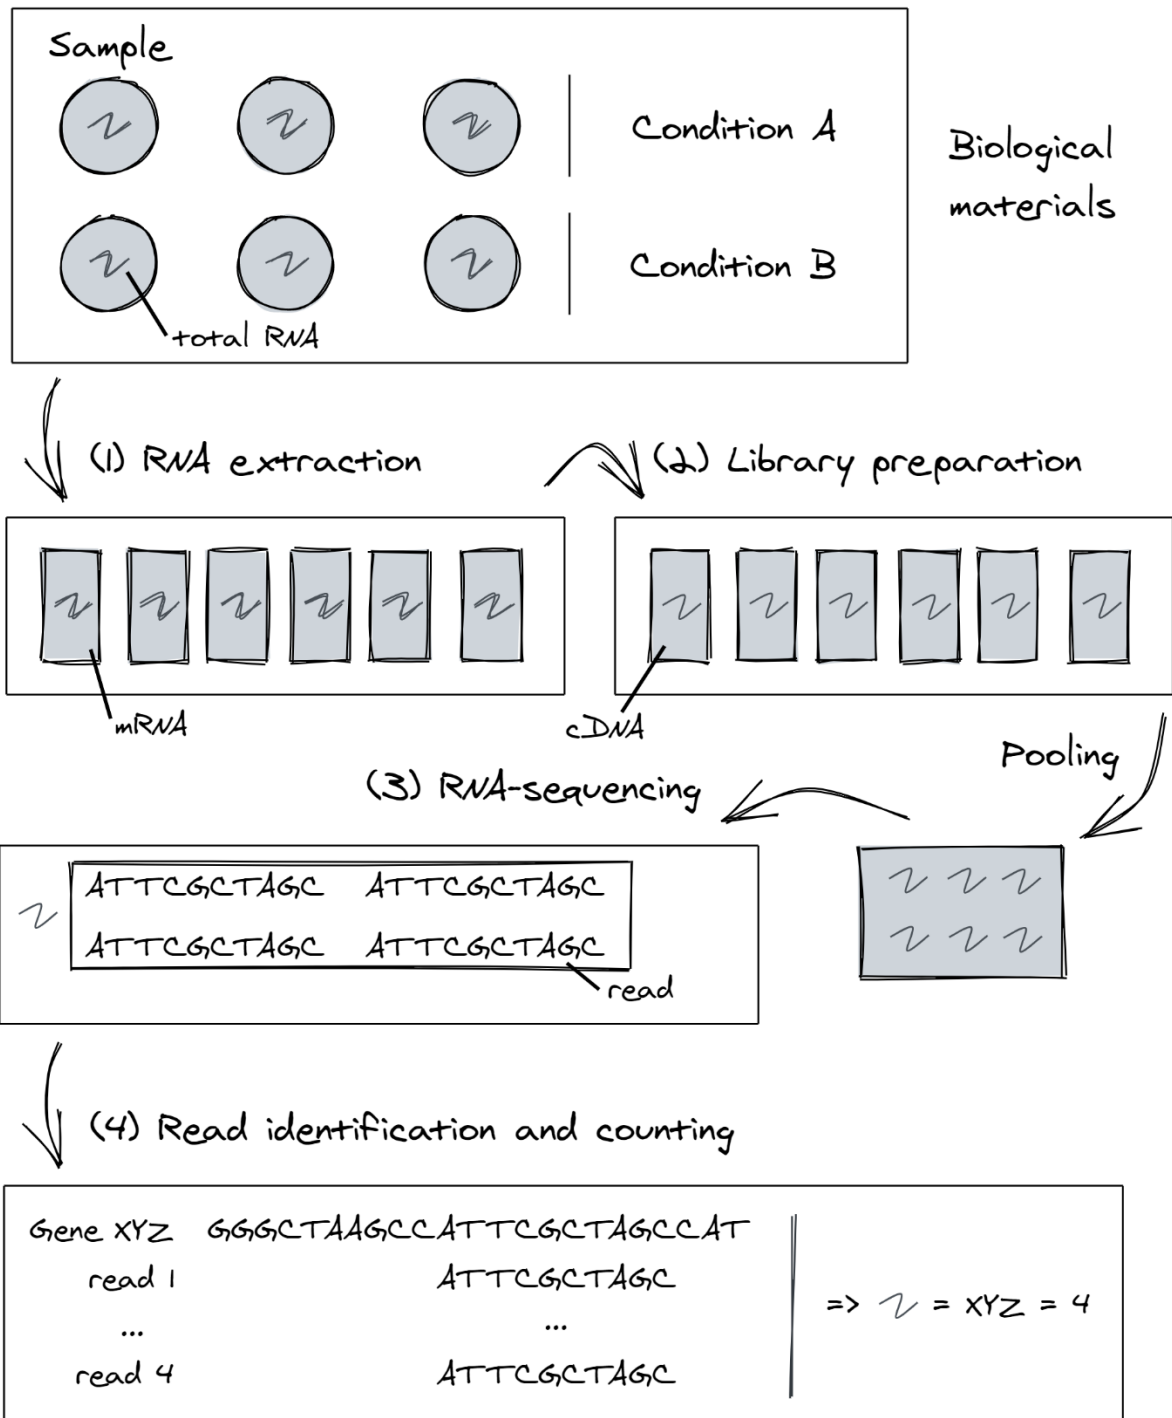 Sample
Condition A
Biological
materials
Condition B
total RNA
(1) RNA extraction
(2) Library preparation
mRNA
cDNA
Pooling
(3) RNA-sequencing
ATTCGCTAGC ATTCGCTAGC
ATTCGCTAGC ATTCGCTAGC
read
(4) Read identification and counting
Gene XYZ GGGCTAAGCCATTCGCTAGCCAT
read 1 ATTCGCTAGC
... ...
=> = XYZ = 4
read 4 ATTCGCTAGC